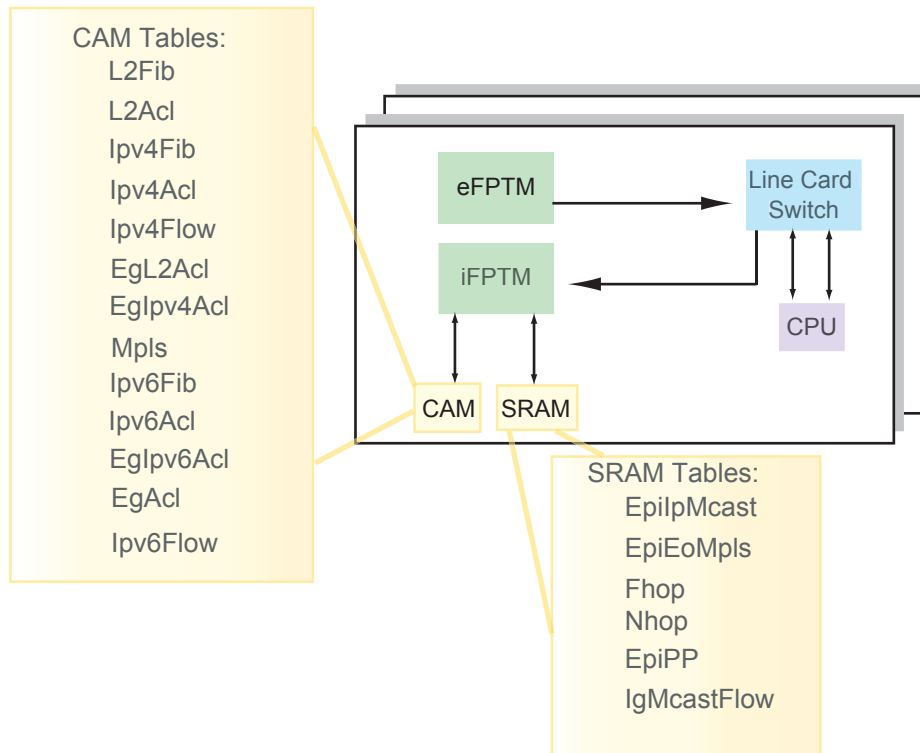 CAM Tables:
L2Fib
L2Acl
Ipv4Fib
Ipv4Acl
Ipv4Flow
EgL2Acl
EgIpv4Acl
Mpls
Ipv6Fib
Ipv6Acl
EgIpv6Acl
EgAcl
Ipv6Flow
eFPTM
Line Card
Switch
iFPTM
CPU
CAM
SRAM
SRAM Tables:
EpiIpMcast
EpiEoMpls
Fhop
Nhop
EpiPP
IgMcastFlow